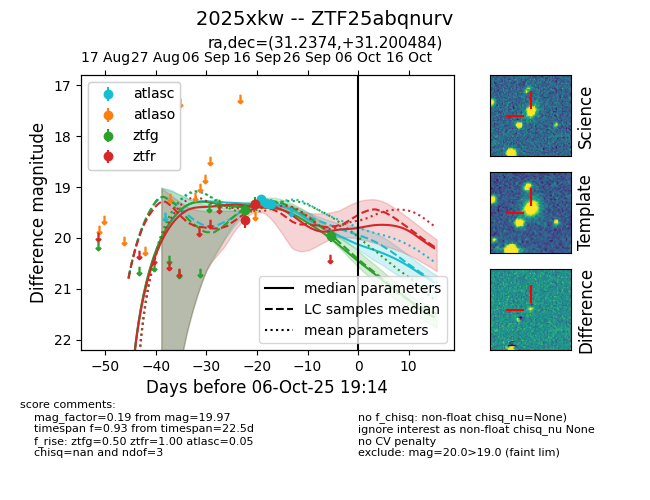 2025xkw -- ZTF25abqnurv
ra,dec=(31.2374,+31.200484)
17 Aug 27 Aug 06 Sep 16 Sep 26 Sep 06 Oct 16 Oct
17
18
19
20
21
22
Difference magnitude
atlasc
atlaso
ztfg
ztfr
median parameters
LC samples median
mean parameters
−50 −40 −30 −20 −10 0 10
Days before 06-Oct-25 19:14
Science
Template
Difference
score comments:
mag_factor=0.19 from mag=19.97
timespan f=0.93 from timespan=22.5d
f_rise: ztfg=0.50 ztfr=1.00 atlasc=0.05
chisq=nan and ndof=3
no f_chisq: non-float chisq_nu=None)
ignore interest as non-float chisq_nu None
no CV penalty
exclude: mag=20.0>19.0 (faint lim)